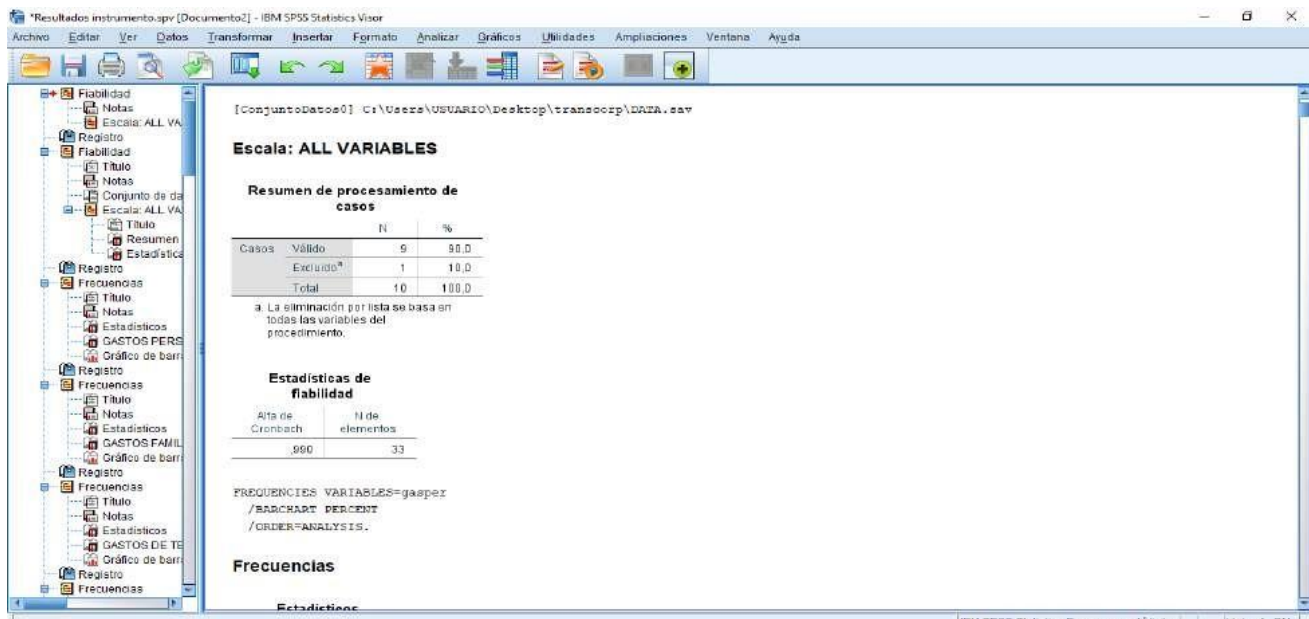 *Resultados instrumento.spv [Documento2] - IBM SPSS Statistics Visor
Archivo Editar Ver Datos Transformar Insertar Formato Analizar Gráficos Utilidades Ampliaciones Ventana Ayuda
Fiabilidad
Notas
Escala: ALL VA
Registro
Fiabilidad
Título
Notas
Conjunto de da
Escala: ALL VA
Título
Resumen
Estadística
Registro
Frecuencias
Título
Notas
Estadísticos
GASTOS PERS
Gráfico de barr
Registro
Frecuencias
Título
Notas
Estadísticos
GASTOS FAMIL
Gráfico de barr
Registro
Frecuencias
Título
Notas
Estadísticos
GASTOS DE TE
Gráfico de barr
Registro
Frecuencias
[ConjuntoDatos0] C:\Users\USUARIO\Desktop\transcorp\DATA.sav
Escala: ALL VARIABLES
Resumen de procesamiento de
casos
N %
Casos Válido 9 90,0
Excluido a 1 10,0
Total 10 100,0
a. La eliminación por lista se basa en
todas las variables del
procedimiento.
Estadísticas de
fiabilidad
Alfa de N de
Cronbach elementos
,990 33
FREQUENCIES VARIABLES=gasper
/BARCHART PERCENT
/ORDER=ANALYSIS.
Frecuencias
Estadísticos